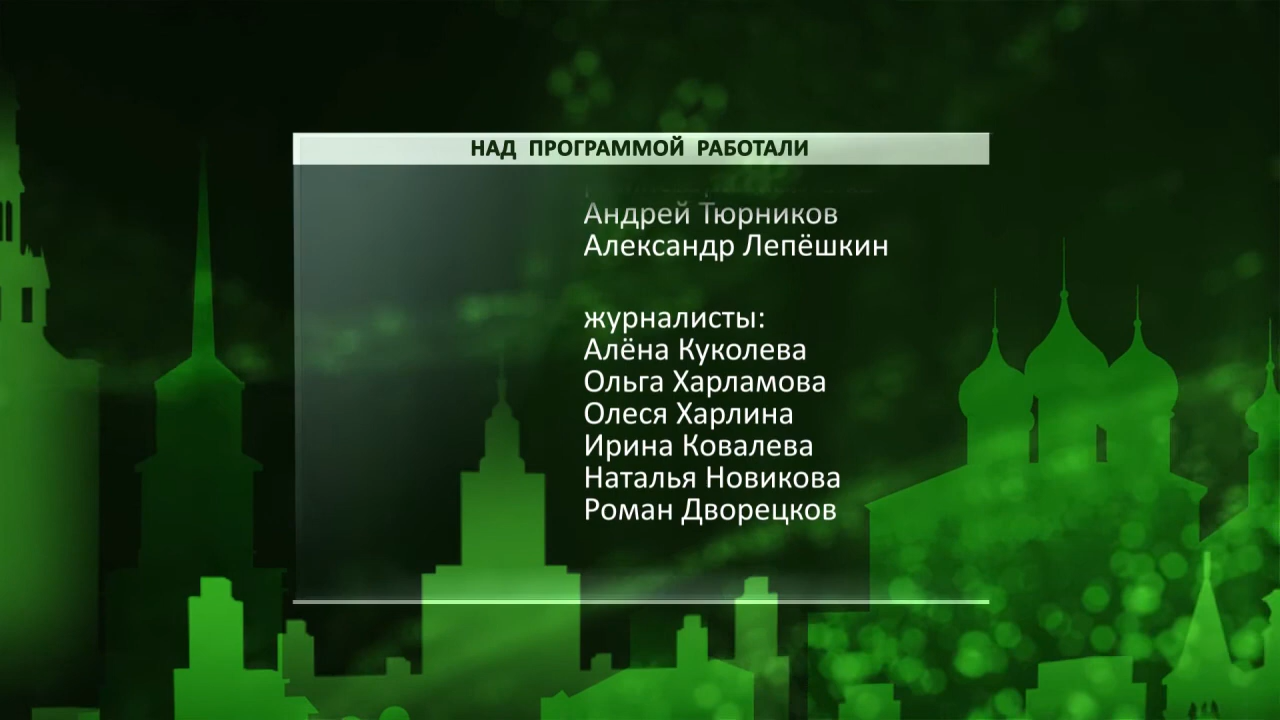 НАД ПРОГРАММОЙ РАБОТАЛИ
Андрей Тюрников
Александр Лепёшкин
журналисты:
Алёна Куколева
Ольга Харламова
Олеся Харлина
Ирина Ковалева
Наталья Новикова
Роман Дворецков